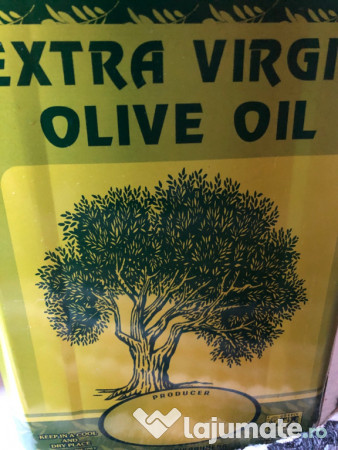 EXTRA VIRGI
OLIVE OIL
PRODUCER
KEEP IN A COOL
AND
DRY PLACE
lajumate.ro